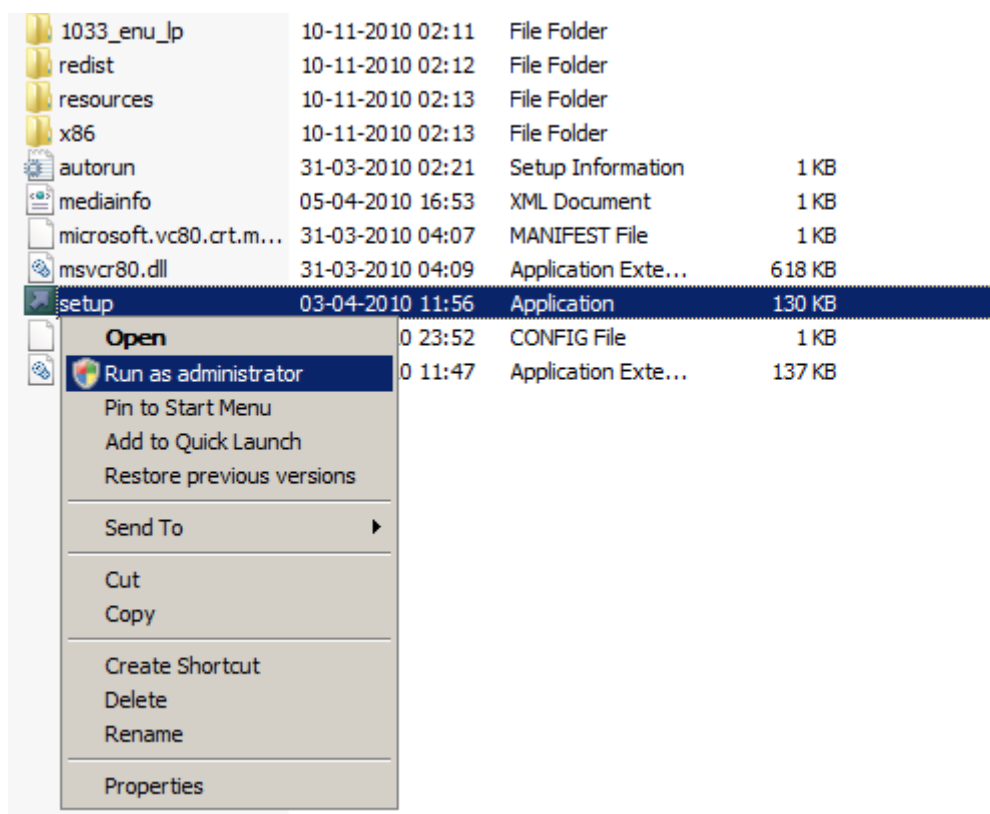 1033_enu_lp 10-11-2010 02:11 File Folder
redist 10-11-2010 02:12 File Folder
resources 10-11-2010 02:13 File Folder
x86 10-11-2010 02:13 File Folder
autorun 31-03-2010 02:21 Setup Information 1 KB
mediainfo 05-04-2010 16:53 XML Document 1 KB
microsoft.vc80.crt.m... 31-03-2010 04:07 MANIFEST File 1 KB
msvcr80.dll 31-03-2010 04:09 Application Exte... 618 KB
setup 03-04-2010 11:56 Application 130 KB
Open 0 23:52 CONFIG File 1 KB
Run as administrator 0 11:47 Application Exte... 137 KB
Pin to Start Menu
Add to Quick Launch
Restore previous versions
Send To
Cut
Copy
Create Shortcut
Delete
Rename
Properties